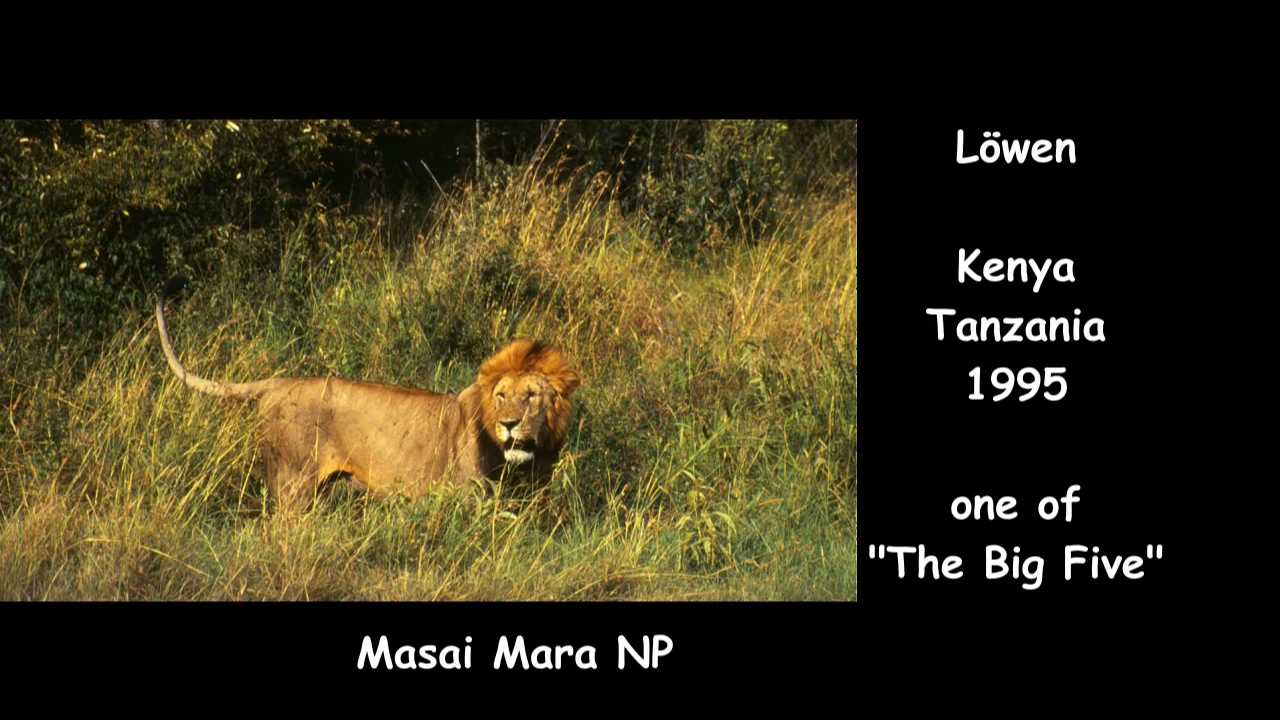 Löwen
Kenya
Tanzania
1995
one of
"The Big Five"
Masai Mara NP